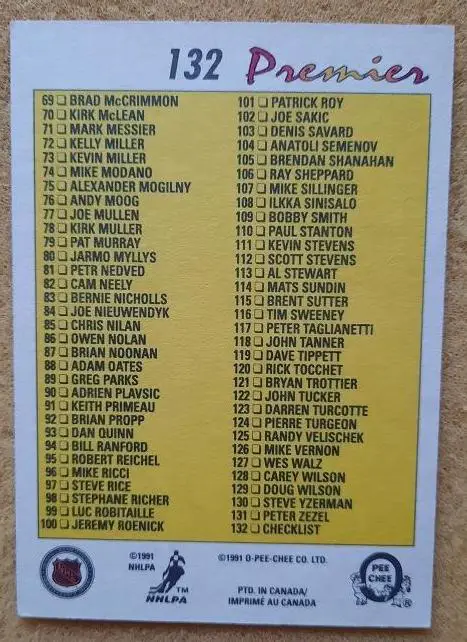 132 Premier
69 ❏ BRAD McCRIMMON
70 ❏ KIRK McLEAN
71 ❏ MARK MESSIER
72 ❏ KELLY MILLER
73 ❏ KEVIN MILLER
74 ❏ MIKE MODANO
75 ❏ ALEXANDER MOGILNY
76 ❏ ANDY MOOG
77 ❏ JOE MULLEN
78 ❏ KIRK MULLER
79 ❏ PAT MURRAY
80 ❏ JARMO MYLLYS
81 ❏ PETR NEDVED
82 ❏ CAM NEELY
83 ❏ BERNIE NICHOLLS
84 ❏ JOE NIEUWENDYK
85 ❏ CHRIS NILAN
86 ❏ OWEN NOLAN
87 ❏ BRIAN NOONAN
88 ❏ ADAM OATES
89 ❏ GREG PARKS
90 ❏ ADRIEN PLAVSIC
91 ❏ KEITH PRIMEAU
92 ❏ BRIAN PROPP
93 ❏ DAN QUINN
94 ❏ BILL RANFORD
95 ❏ ROBERT REICHEL
96 ❏ MIKE RICCI
97 ❏ STEVE RICE
98 ❏ STEPHANE RICHER
99 ❏ LUC ROBITAILLE
100 ❏ JEREMY ROENICK
101 ❏ PATRICK ROY
102 ❏ JOE SAKIC
103 ❏ DENIS SAVARD
104 ❏ ANATOLI SEMENOV
105 ❏ BRENDAN SHANAHAN
106 ❏ RAY SHEPPARD
107 ❏ MIKE SILLINGER
108 ❏ ILKKA SINISALO
109 ❏ BOBBY SMITH
110 ❏ PAUL STANTON
111 ❏ KEVIN STEVENS
112 ❏ SCOTT STEVENS
113 ❏ AL STEWART
114 ❏ MATS SUNDIN
115 ❏ BRENT SUTTER
116 ❏ TIM SWEENEY
117 ❏ PETER TAGLIANETTI
118 ❏ JOHN TANNER
119 ❏ DAVE TIPPETT
120 ❏ RICK TOCCHET
121 ❏ BRYAN TROTTIER
122 ❏ JOHN TUCKER
123 ❏ DARREN TURCOTTE
124 ❏ PIERRE TURGEON
125 ❏ RANDY VELISCHEK
126 ❏ MIKE VERNON
127 ❏ WES WALZ
128 ❏ CAREY WILSON
129 ❏ DOUG WILSON
130 ❏ STEVE YZERMAN
131 ❏ PETER ZEZEL
132 ❏ CHECKLIST
©1991
NHLPA
NHLPA™
©1991 O-PEE-CHEE CO. LTD.
PTD. IN CANADA/
IMPRIMÉ AU CANADA
PEE
CHEE
®